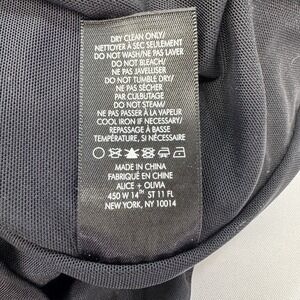 DRY CLEAN ONLY/
NETTOYER À SEC SEULEMENT
DO NOT WASH/NE PAS LAVER
DO NOT BLEACH/
NE PAS JAVELLISER
DO NOT TUMBLE DRY/
NE PAS SÉCHER
PAR CULBUTAGE
DO NOT STEAM/
NE PAS PASSER À LA VAPEUR
COOL IRON IF NECESSARY/
REPASSAGE À BASSE
TEMPÉRATURE, SI NÉCESSAIRE
MADE IN CHINA
FABRIQUÉ EN CHINE
ALICE + OLIVIA
450 W 14TH ST 11 FL
NEW YORK, NY 10014